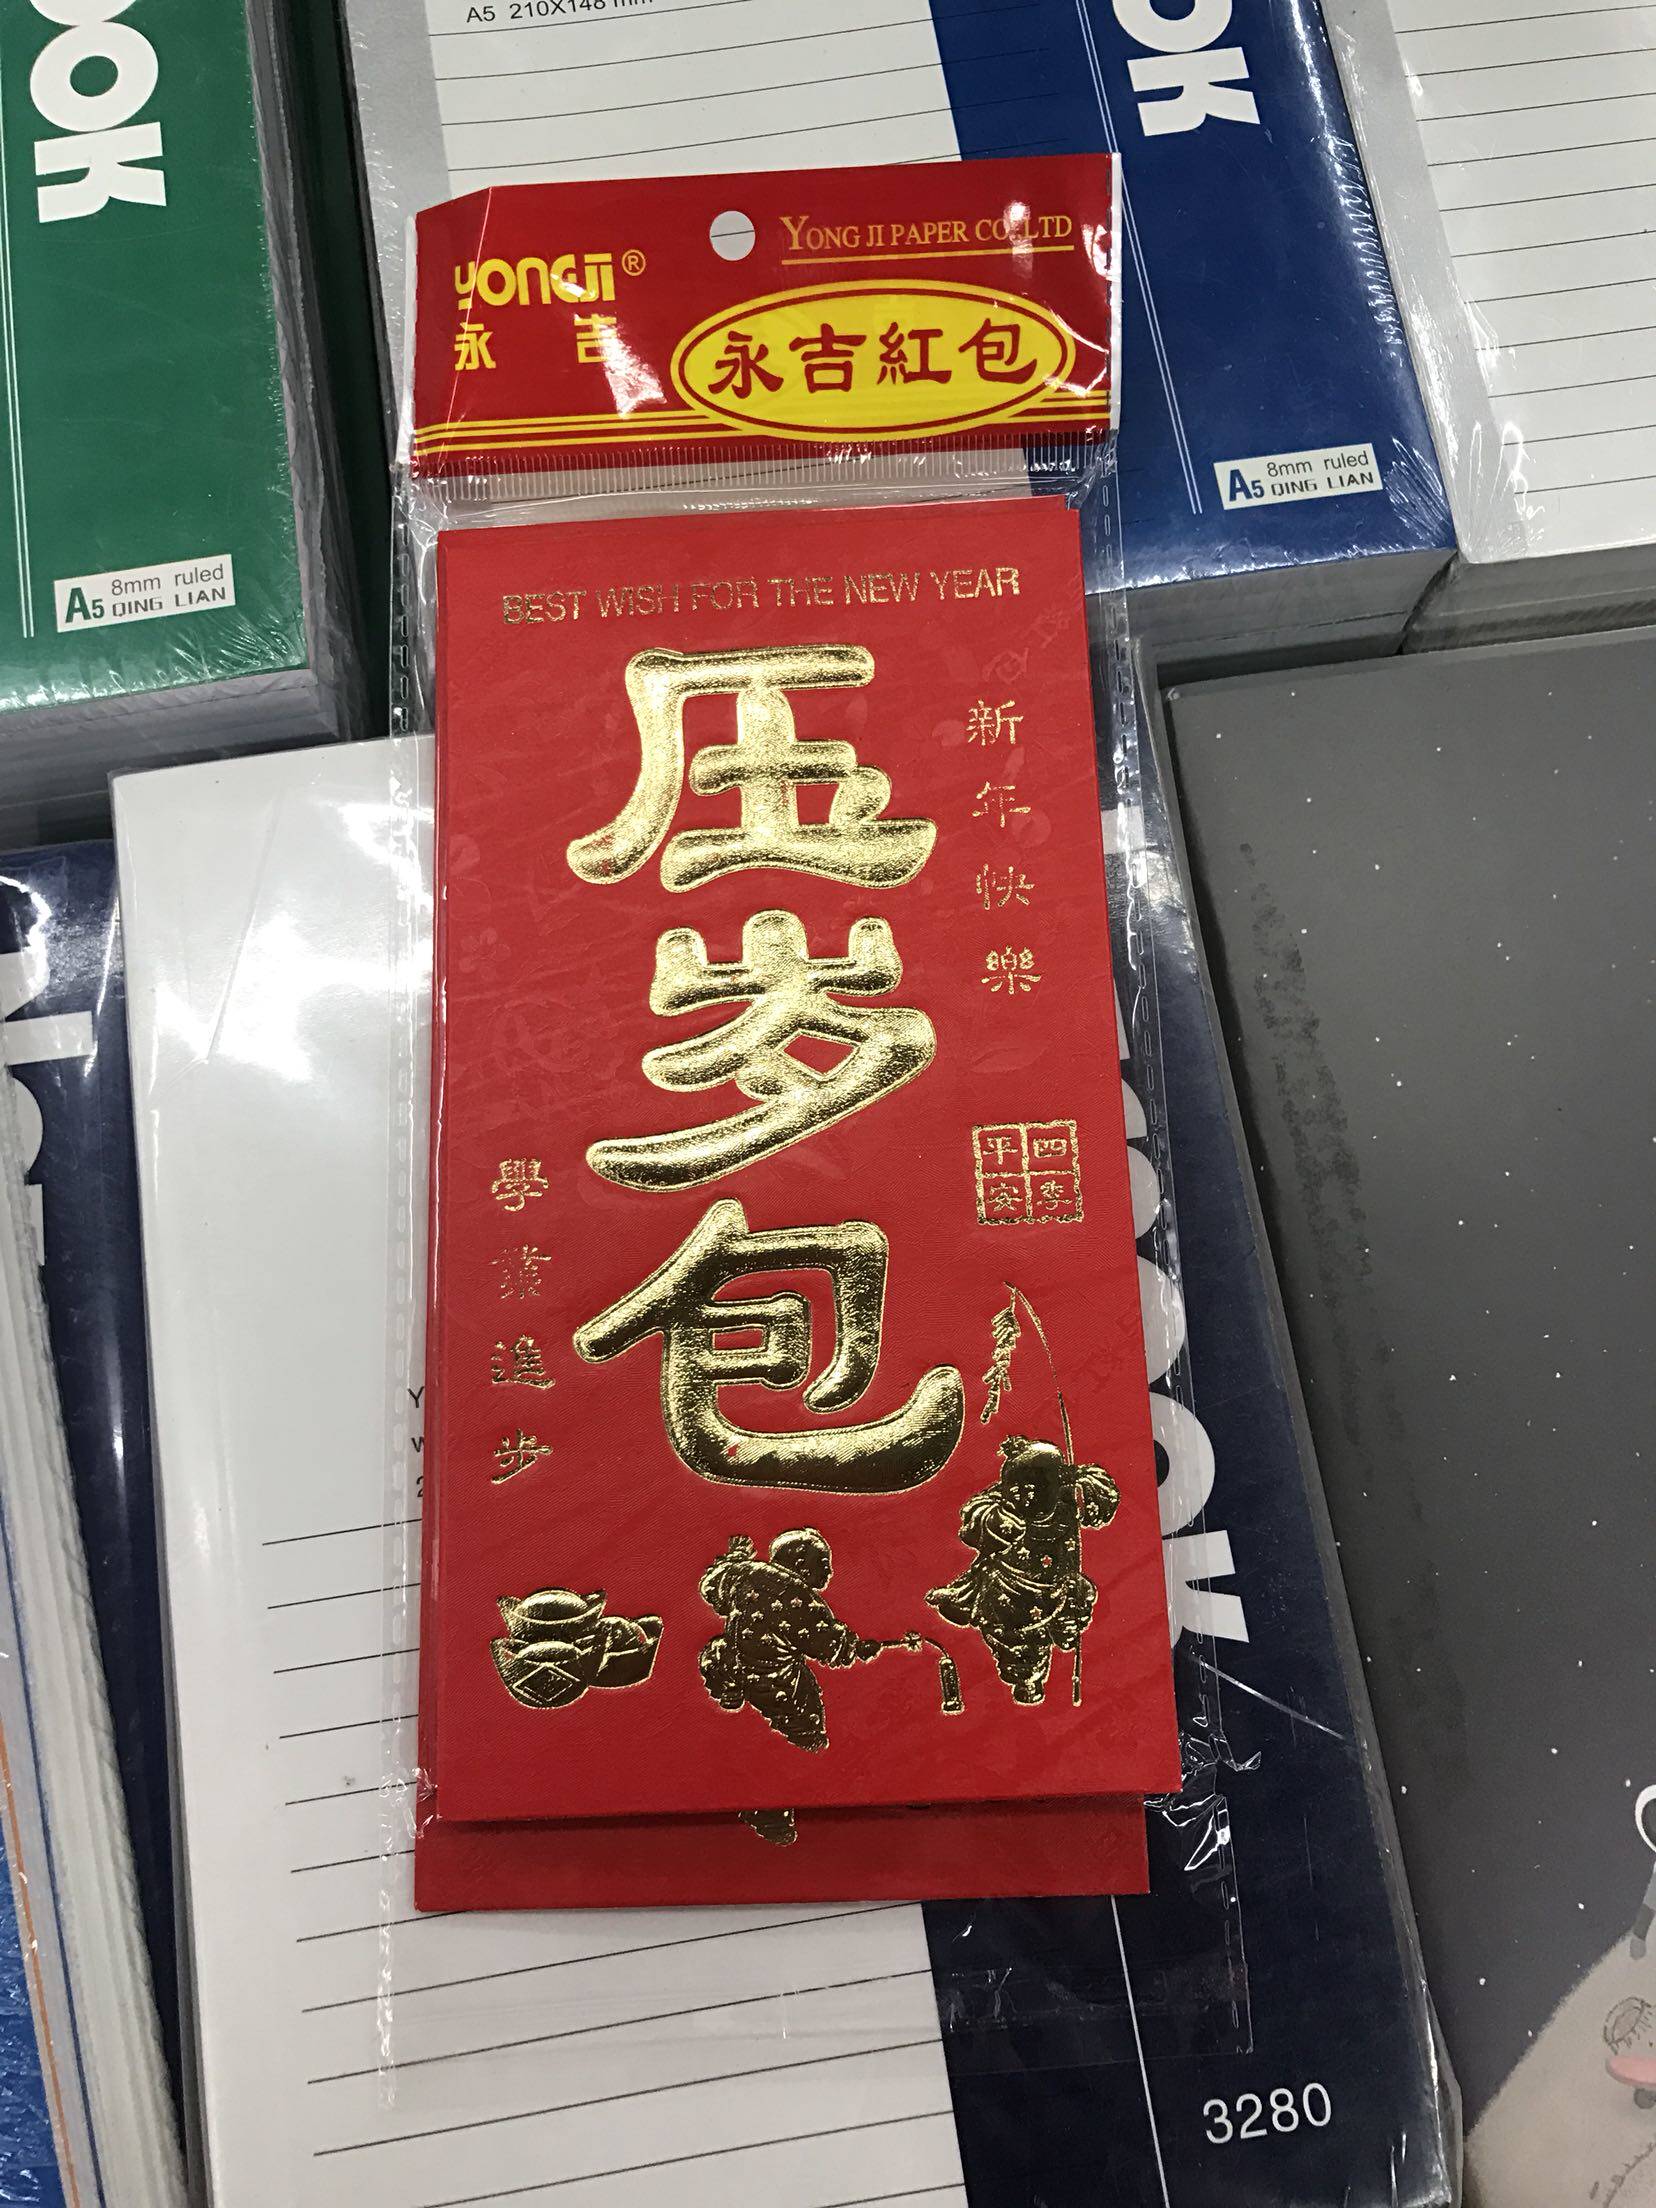 ook
A5 210X148 mm
ook
YONGJI®
永吉
YONG JI PAPER CO.,LTD
永吉紅包
A5 8mm ruled
QING LIAN
A5 8mm ruled
QING LIAN
BEST WISH FOR THE NEW YEAR
压岁包
新年快樂
四季平安
學業進步
3280